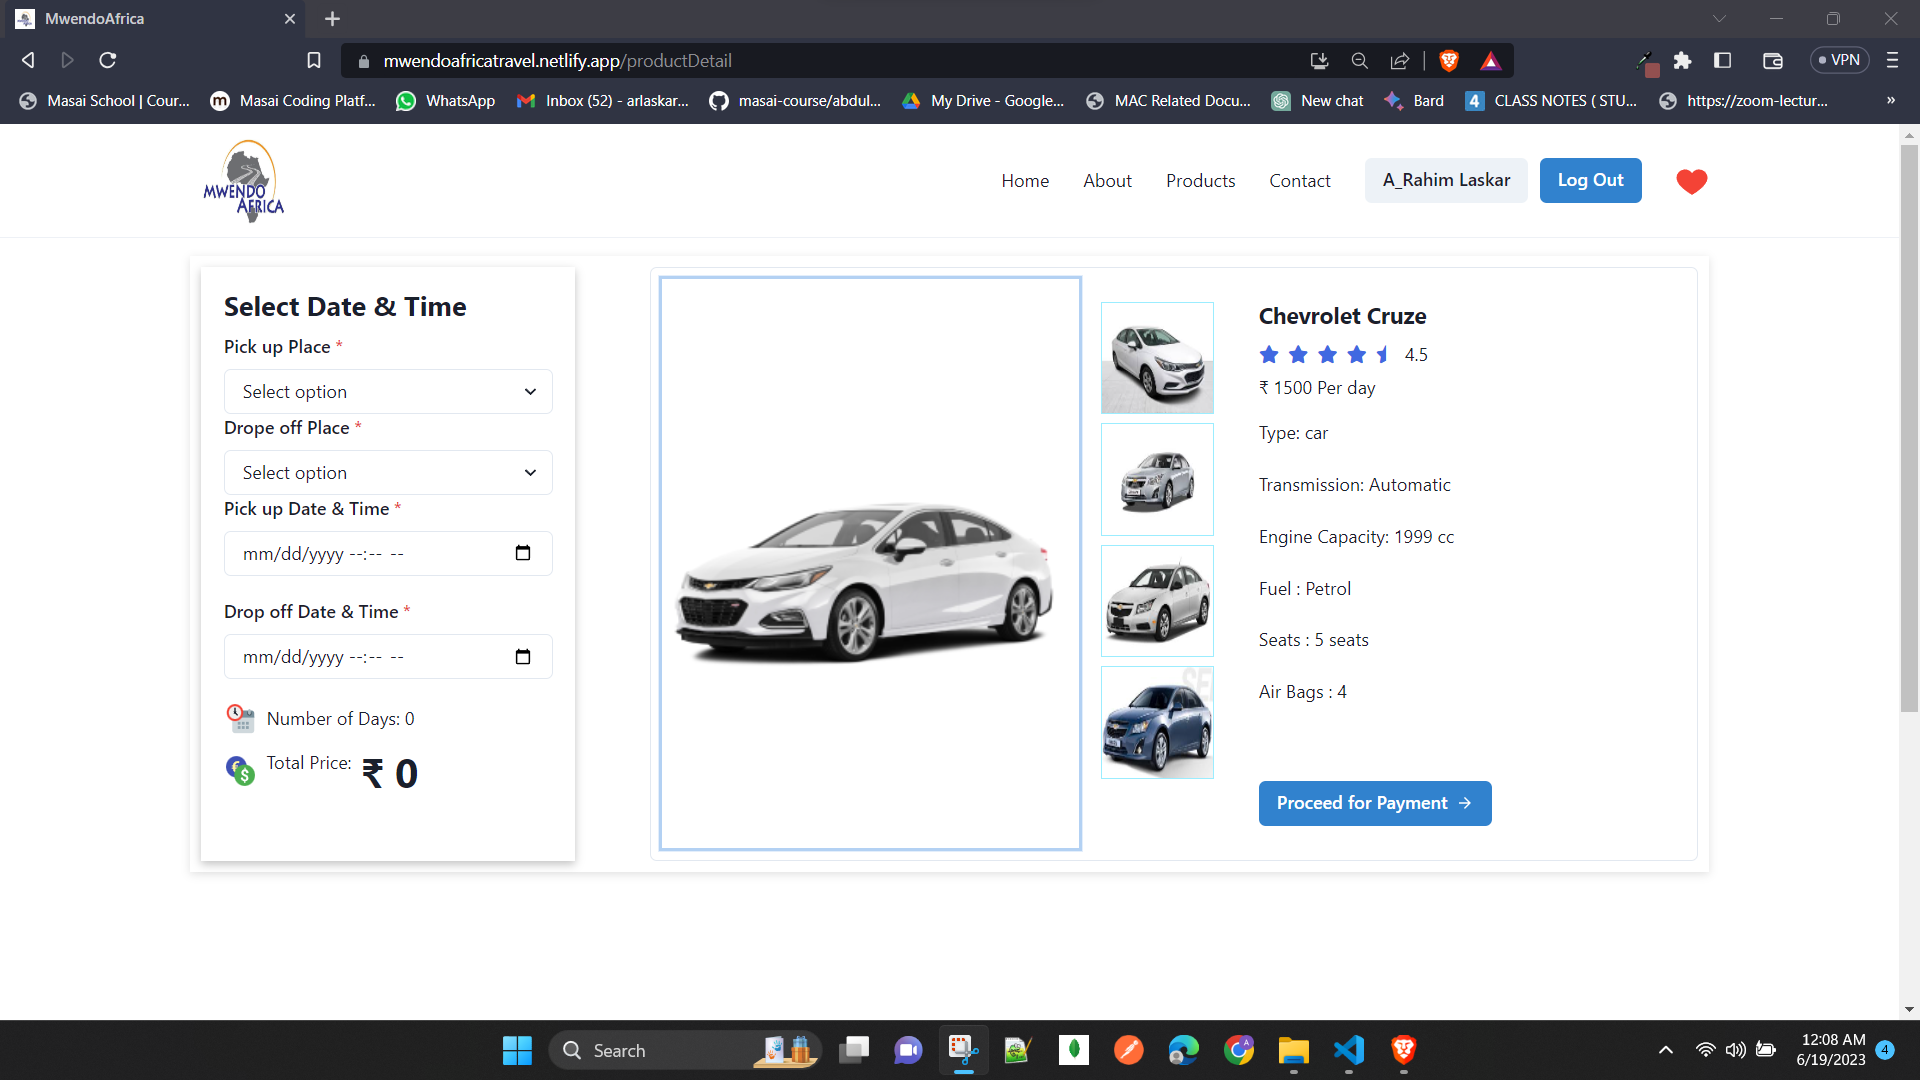 MwendoAfrica
mwendoafricatravel.netlify.app/productDetail
VPN
Masai School | Cour...
Masai Coding Platf...
WhatsApp
Inbox (52) - arlaskar...
masai-course/abdul...
My Drive - Google...
MAC Related Docu...
New chat
Bard
4
CLASS NOTES ( STU...
https://zoom-lectur...
»
MWENDO
AFRICA
Home
About
Products
Contact
A_Rahim Laskar
Log Out
Select Date & Time
Pick up Place *
Select option
Drope off Place *
Select option
Pick up Date & Time *
mm/dd/yyyy --:-- --
Drop off Date & Time *
mm/dd/yyyy --:-- --
Number of Days: 0
Total Price: ₹ 0
Chevrolet Cruze
4.5
₹ 1500 Per day
Type: car
Transmission: Automatic
Engine Capacity: 1999 cc
Fuel : Petrol
Seats : 5 seats
Air Bags : 4
Proceed for Payment
Search
12:08 AM
6/19/2023
4